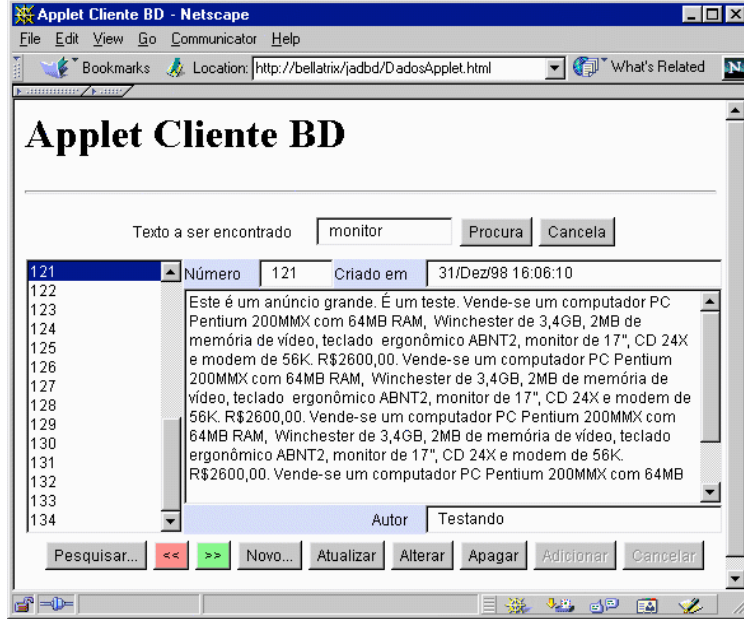 Applet Cliente BD - Netscape
File Edit View Go Communicator Help
Bookmarks Location: http://bellatrix/jadbd/DadosApplet.html What's Related N
Applet Cliente BD
Texto a ser encontrado monitor Procura Cancela
121
122
123
124
125
126
127
128
129
130
131
132
133
134
Número 121 Criado em 31/Dez/98 16:06:10
Este é um anúncio grande. É um teste. Vende-se um computador PC
Pentium 200MMX com 64MB RAM, Winchester de 3,4GB, 2MB de
memória de vídeo, teclado ergonômico ABNT2, monitor de 17", CD 24X
e modem de 56K. R$2600,00. Vende-se um computador PC Pentium
200MMX com 64MB RAM, Winchester de 3,4GB, 2MB de memória de
vídeo, teclado ergonômico ABNT2, monitor de 17", CD 24X e modem de
56K. R$2600,00. Vende-se um computador PC Pentium 200MMX com
64MB RAM, Winchester de 3,4GB, 2MB de memória de vídeo, teclado
ergonômico ABNT2, monitor de 17", CD 24X e modem de 56K.
R$2600,00. Vende-se um computador PC Pentium 200MMX com 64MB
Autor Testando
Pesquisar... << >> Novo... Atualizar Alterar Apagar Adicionar Cancelar